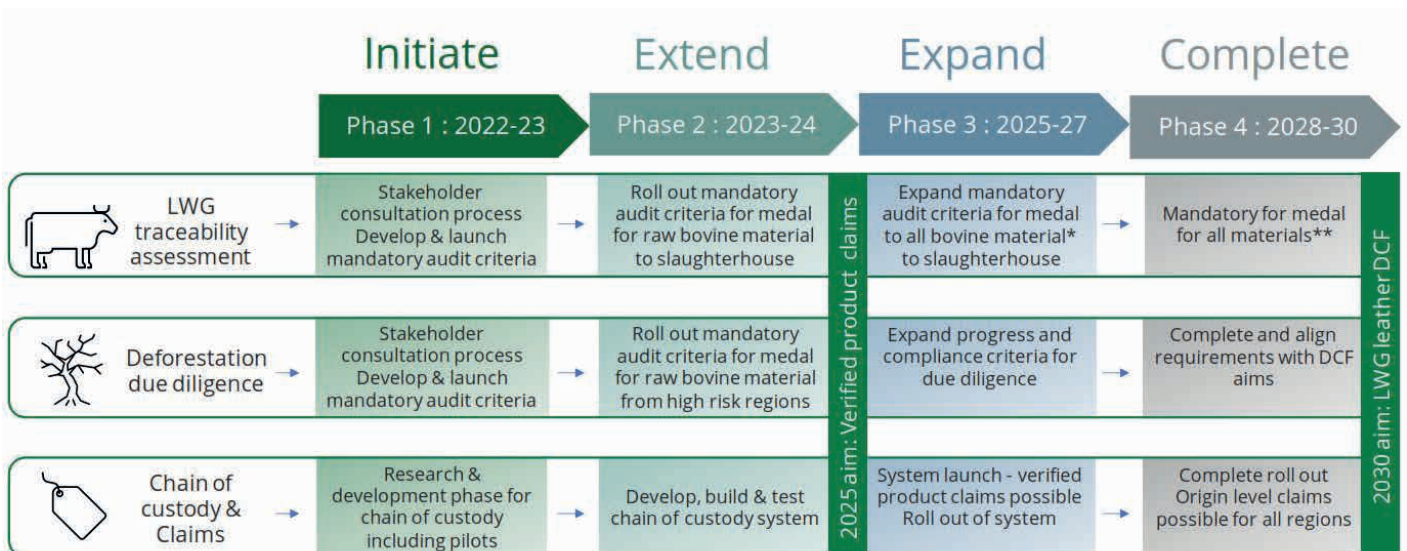 Initiate
Extend
Expand
Complete
Phase 1 : 2022-23
Phase 2 : 2023-24
Phase 3 : 2025-27
Phase 4 : 2028-30
LWG
traceability
assessment
Stakeholder
consultation process
Develop & launch
mandatory audit criteria
Roll out mandatory
audit criteria for medal
for raw bovine material
to slaughterhouse
Expand mandatory
audit criteria for medal
to all bovine material*
to slaughterhouse
Mandatory for medal
for all materials**
Deforestation
due diligence
Stakeholder
consultation process
Develop & launch
mandatory audit criteria
Roll out mandatory
audit criteria for medal
for raw bovine material
from high risk regions
Expand progress and
compliance criteria for
due diligence
Complete and align
requirements with DCF
aims
Chain of
custody &
Claims
Research &
development phase for
chain of custody
including pilots
Develop, build & test
chain of custody system
System launch - verified
product claims possible
Roll out of system
Complete roll out
Origin level claims
possible for all regions
2025 aim: Verified product claims
2030 aim: LWG leather DCF